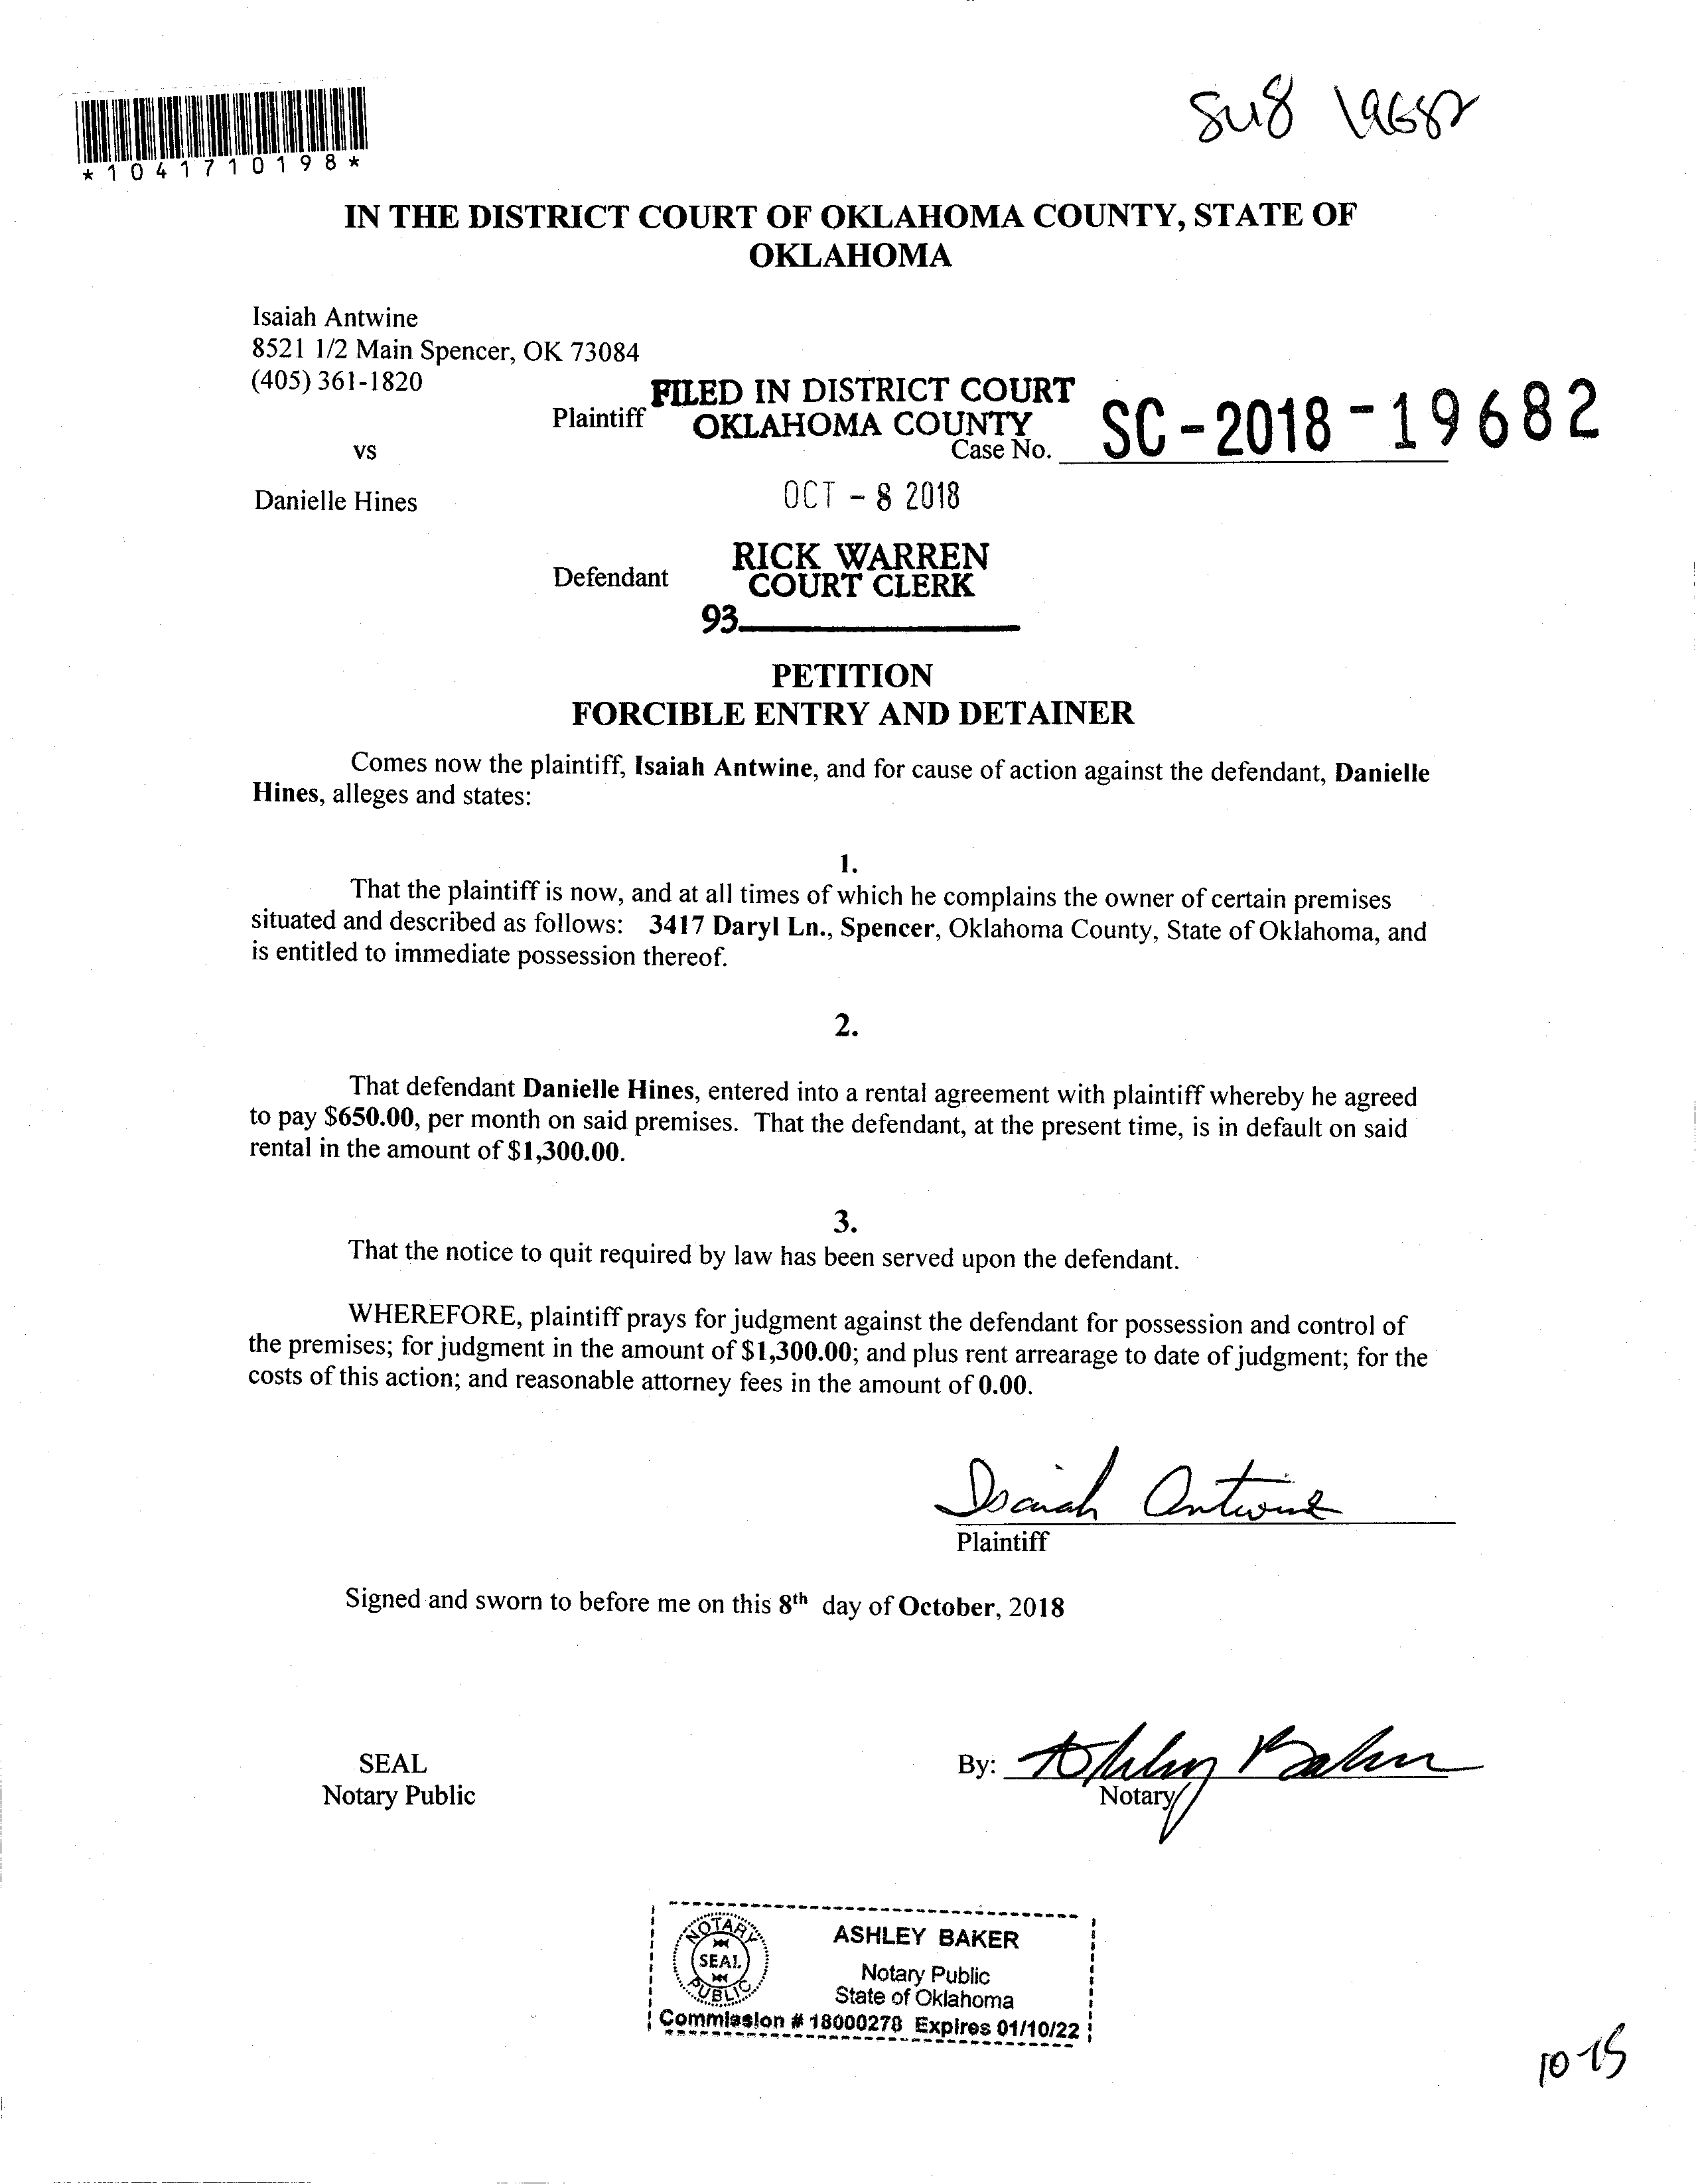 *1041710198*
IN THE DISTRICT COURT OF OKLAHOMA COUNTY, STATE OF
OKLAHOMA
Isaiah Antwine
8521 1/2 Main Spencer, OK 73084
(405) 361-1820
FILED IN DISTRICT COURT
Plaintiff
OKLAHOMA COUNTY
Case No. SC-2018-19682
vs
Danielle Hines
OCT - 8 2018
RICK WARREN
Defendant
COURT CLERK
93
PETITION
FORCIBLE ENTRY AND DETAINER
Comes now the plaintiff, Isaiah Antwine, and for cause of action against the defendant, Danielle
Hines, alleges and states:
1.
That the plaintiff is now, and at all times of which he complains the owner of certain premises
situated and described as follows: 3417 Daryl Ln., Spencer, Oklahoma County, State of Oklahoma, and
is entitled to immediate possession thereof.
2.
That defendant Danielle Hines, entered into a rental agreement with plaintiff whereby he agreed
to pay $650.00, per month on said premises. That the defendant, at the present time, is in default on said
rental in the amount of $1,300.00.
3.
That the notice to quit required by law has been served upon the defendant.
WHEREFORE, plaintiff prays for judgment against the defendant for possession and control of
the premises; for judgment in the amount of $1,300.00; and plus rent arrearage to date of judgment; for the
costs of this action; and reasonable attorney fees in the amount of 0.00.
Isaiah Antwine
Plaintiff
Signed and sworn to before me on this 8th day of October, 2018
SEAL
By: Ashley Baker
Notary Public
Notary
NOTARY
SEAL
PUBLIC
ASHLEY BAKER
Notary Public
State of Oklahoma
Commission # 18000278 Expires 01/10/22
10-15